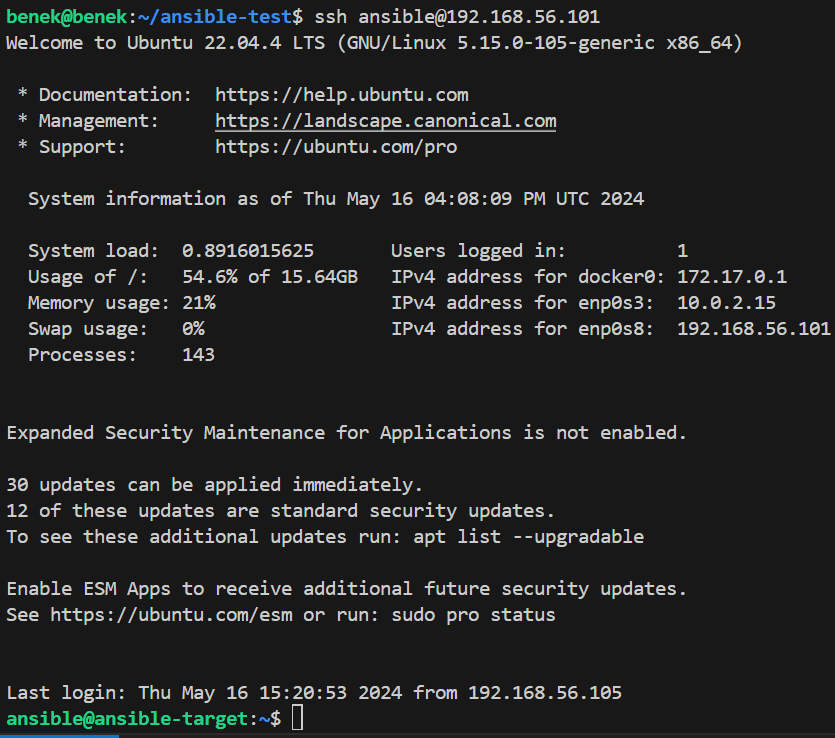 benek@benek:~/ansible-test$ ssh ansible@192.168.56.101
Welcome to Ubuntu 22.04.4 LTS (GNU/Linux 5.15.0-105-generic x86_64)
* Documentation:  https://help.ubuntu.com
* Management:     https://landscape.canonical.com
* Support:        https://ubuntu.com/pro
System information as of Thu May 16 04:08:09 PM UTC 2024
System load:  0.8916015625       Users logged in:          1
Usage of /:   54.6% of 15.64GB   IPv4 address for docker0: 172.17.0.1
Memory usage: 21%                IPv4 address for enp0s3:  10.0.2.15
Swap usage:   0%                 IPv4 address for enp0s8:  192.168.56.101
Processes:    143
Expanded Security Maintenance for Applications is not enabled.
30 updates can be applied immediately.
12 of these updates are standard security updates.
To see these additional updates run: apt list --upgradable
Enable ESM Apps to receive additional future security updates.
See https://ubuntu.com/esm or run: sudo pro status
Last login: Thu May 16 15:20:53 2024 from 192.168.56.105
ansible@ansible-target:~$